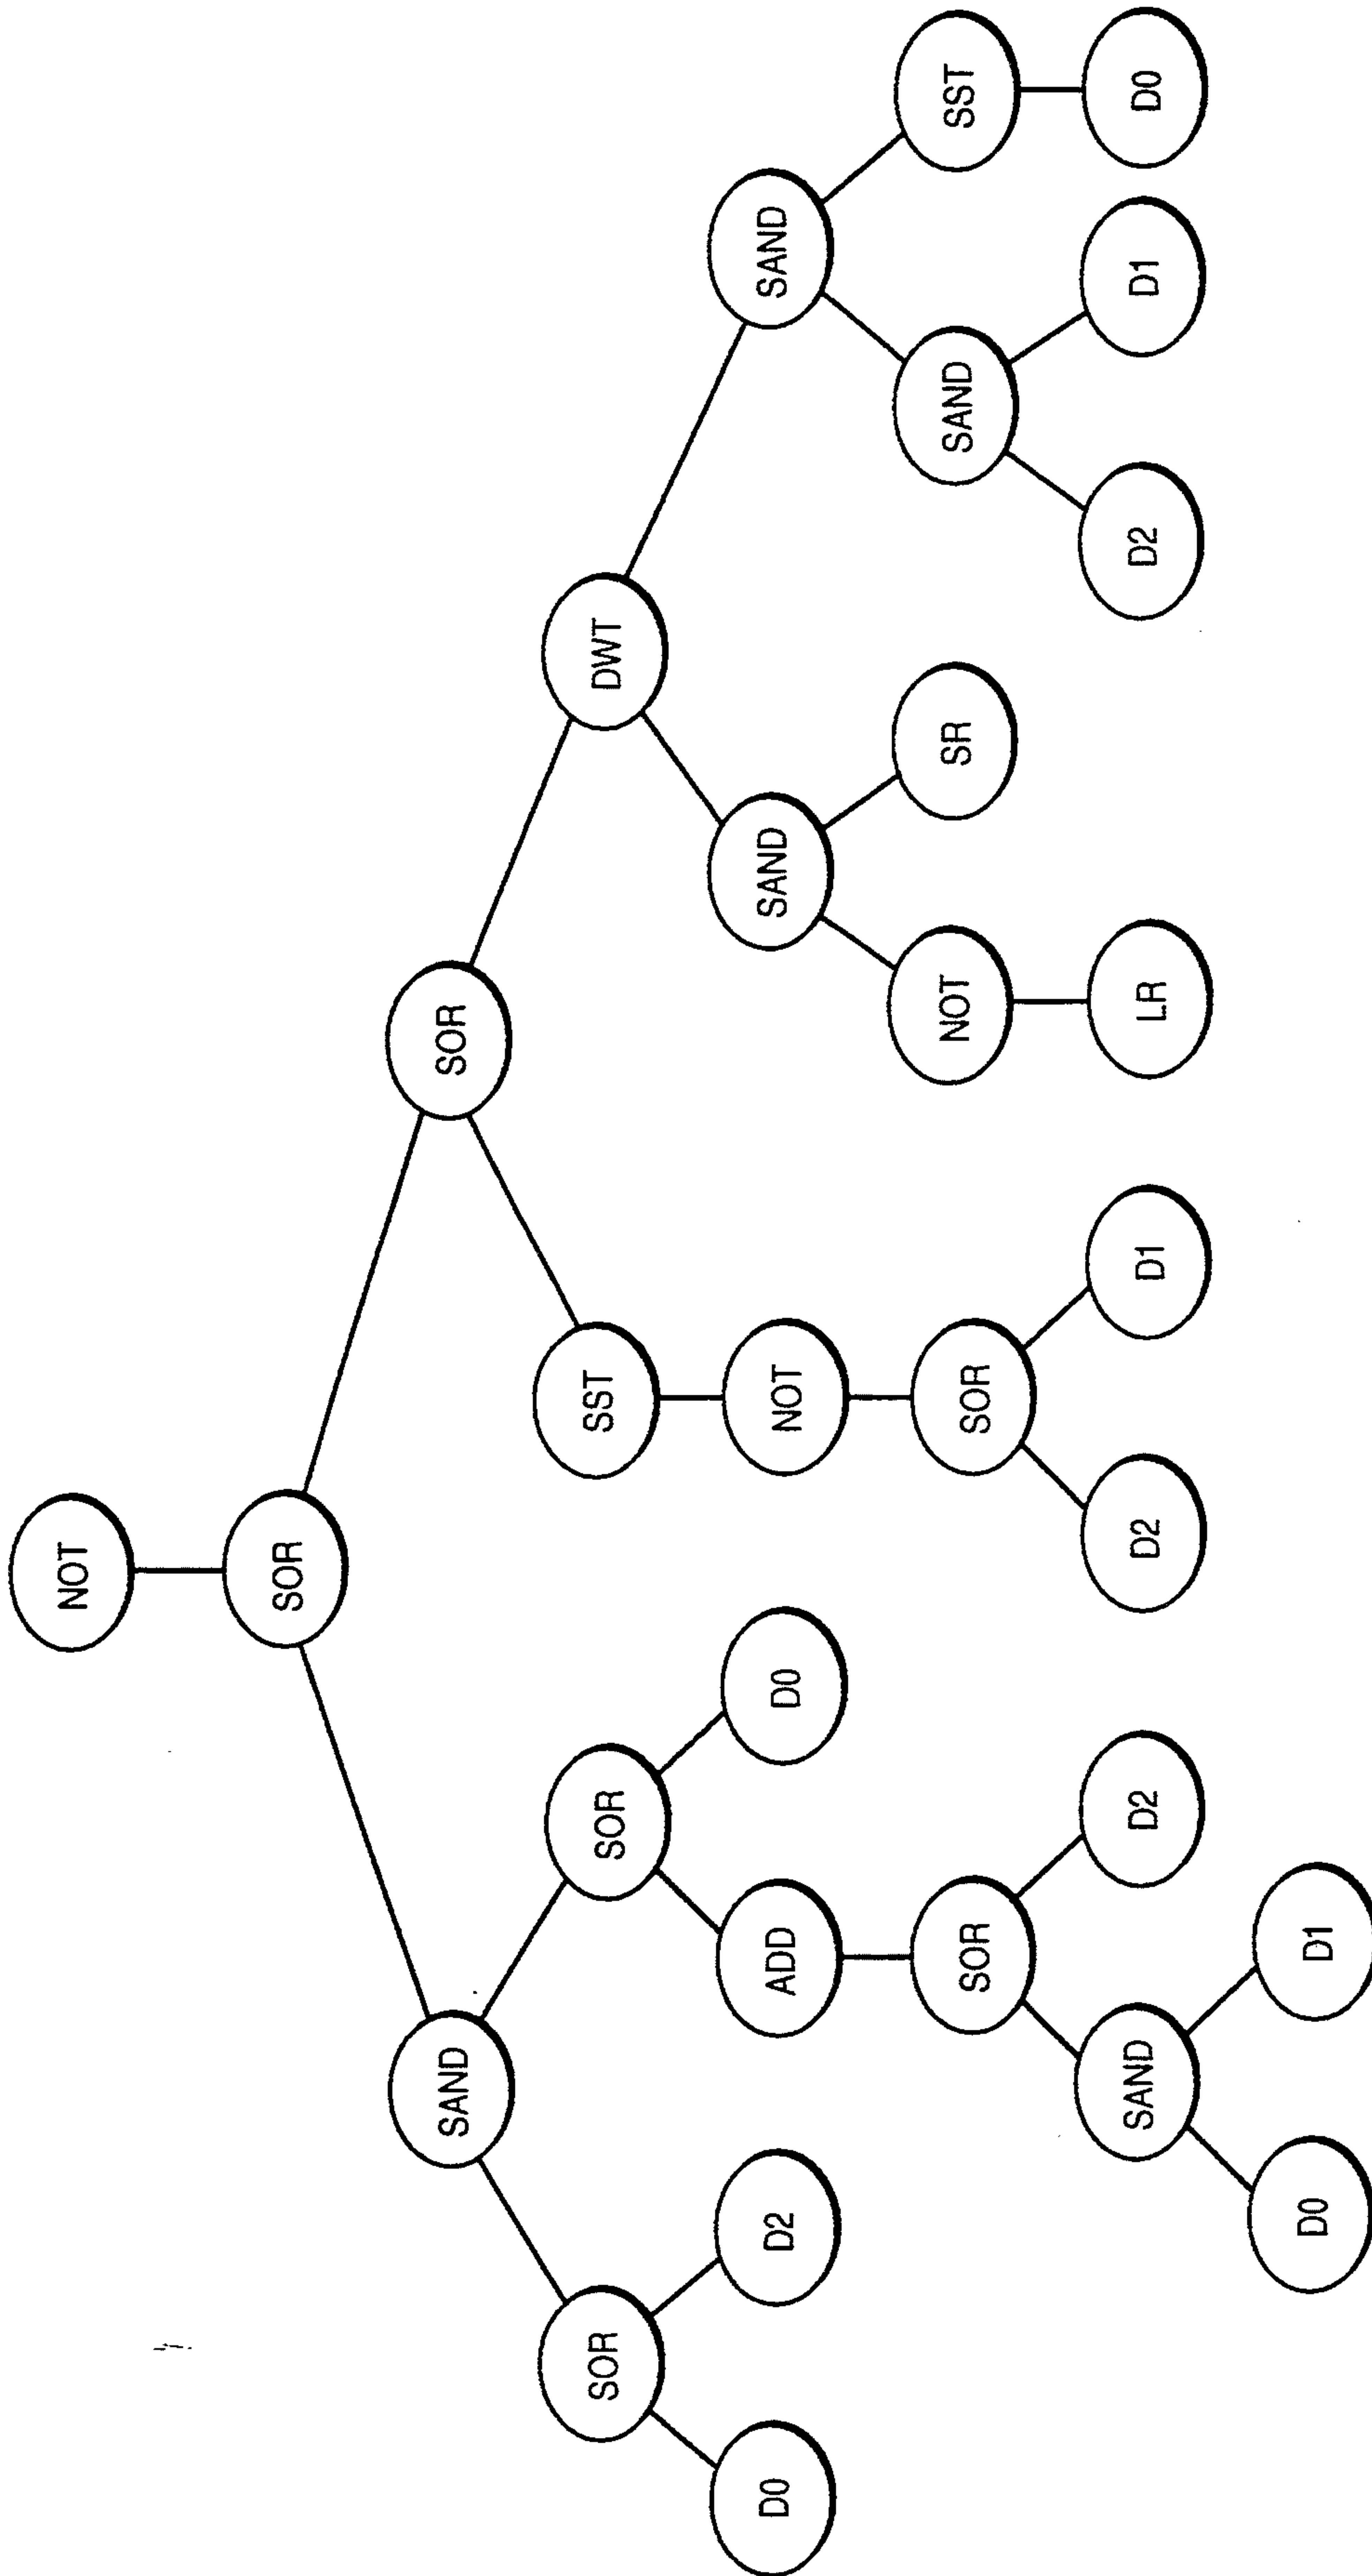 NOT
SOR
SAND SOR
SOR SOR SST DWT
D0 D2 ADD D0 NOT SAND SAND
SOR SOR NOT SR SAND SST
SAND D2 D2 D1 LR D2 D1 D0
D0 D1